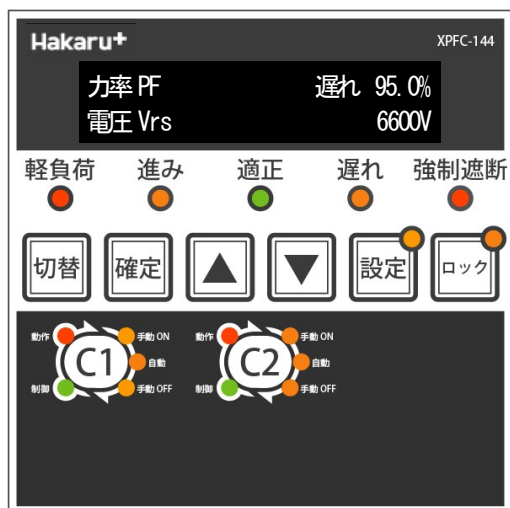 Hakaru+ XPFC-144
力率 PF 遅れ 95.0%
電圧 Vrs 6600V
軽負荷 進み 適正 遅れ 強制遮断
切替 確定 ▲ ▼ 設定 ロック
動作 手動 ON 動作 手動 ON
C1 自動 C2 自動
制御 手動 OFF 制御 手動 OFF